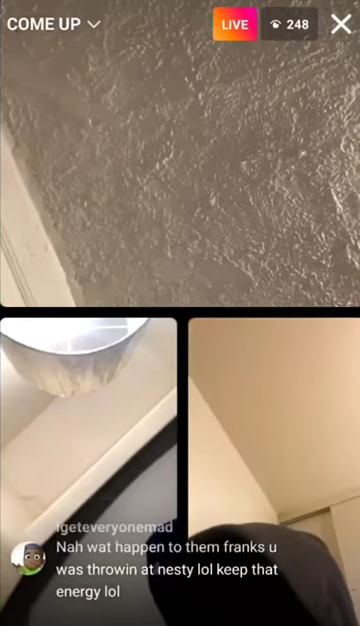 COME UP
LIVE
248
igeteveryonemad
Nah wat happen to them franks u
was throwin at nesty lol keep that
energy lol